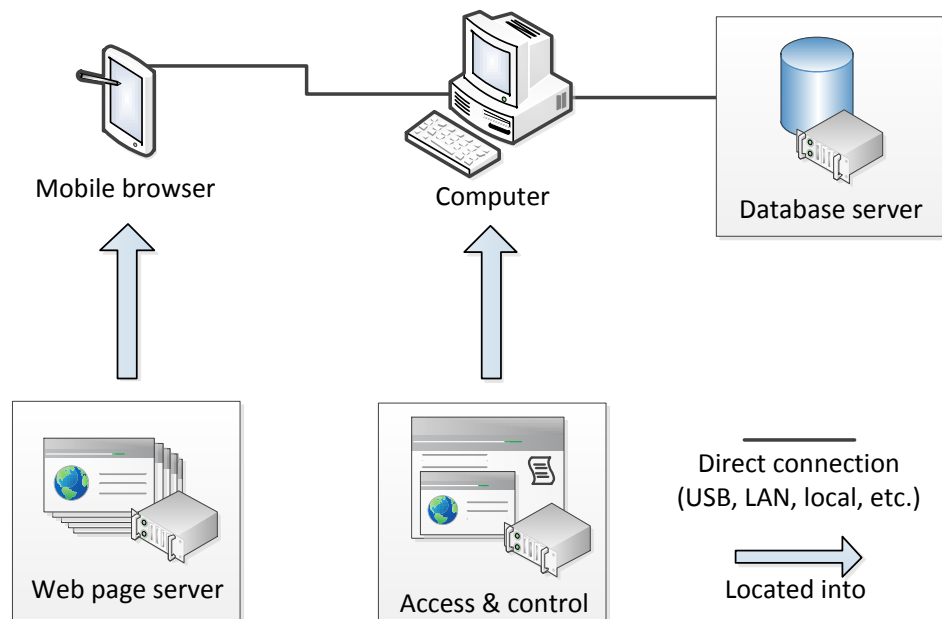 Mobile browser
Computer
Database server
Web page server
Access & control
Direct connection
(USB, LAN, local, etc.)
Located into